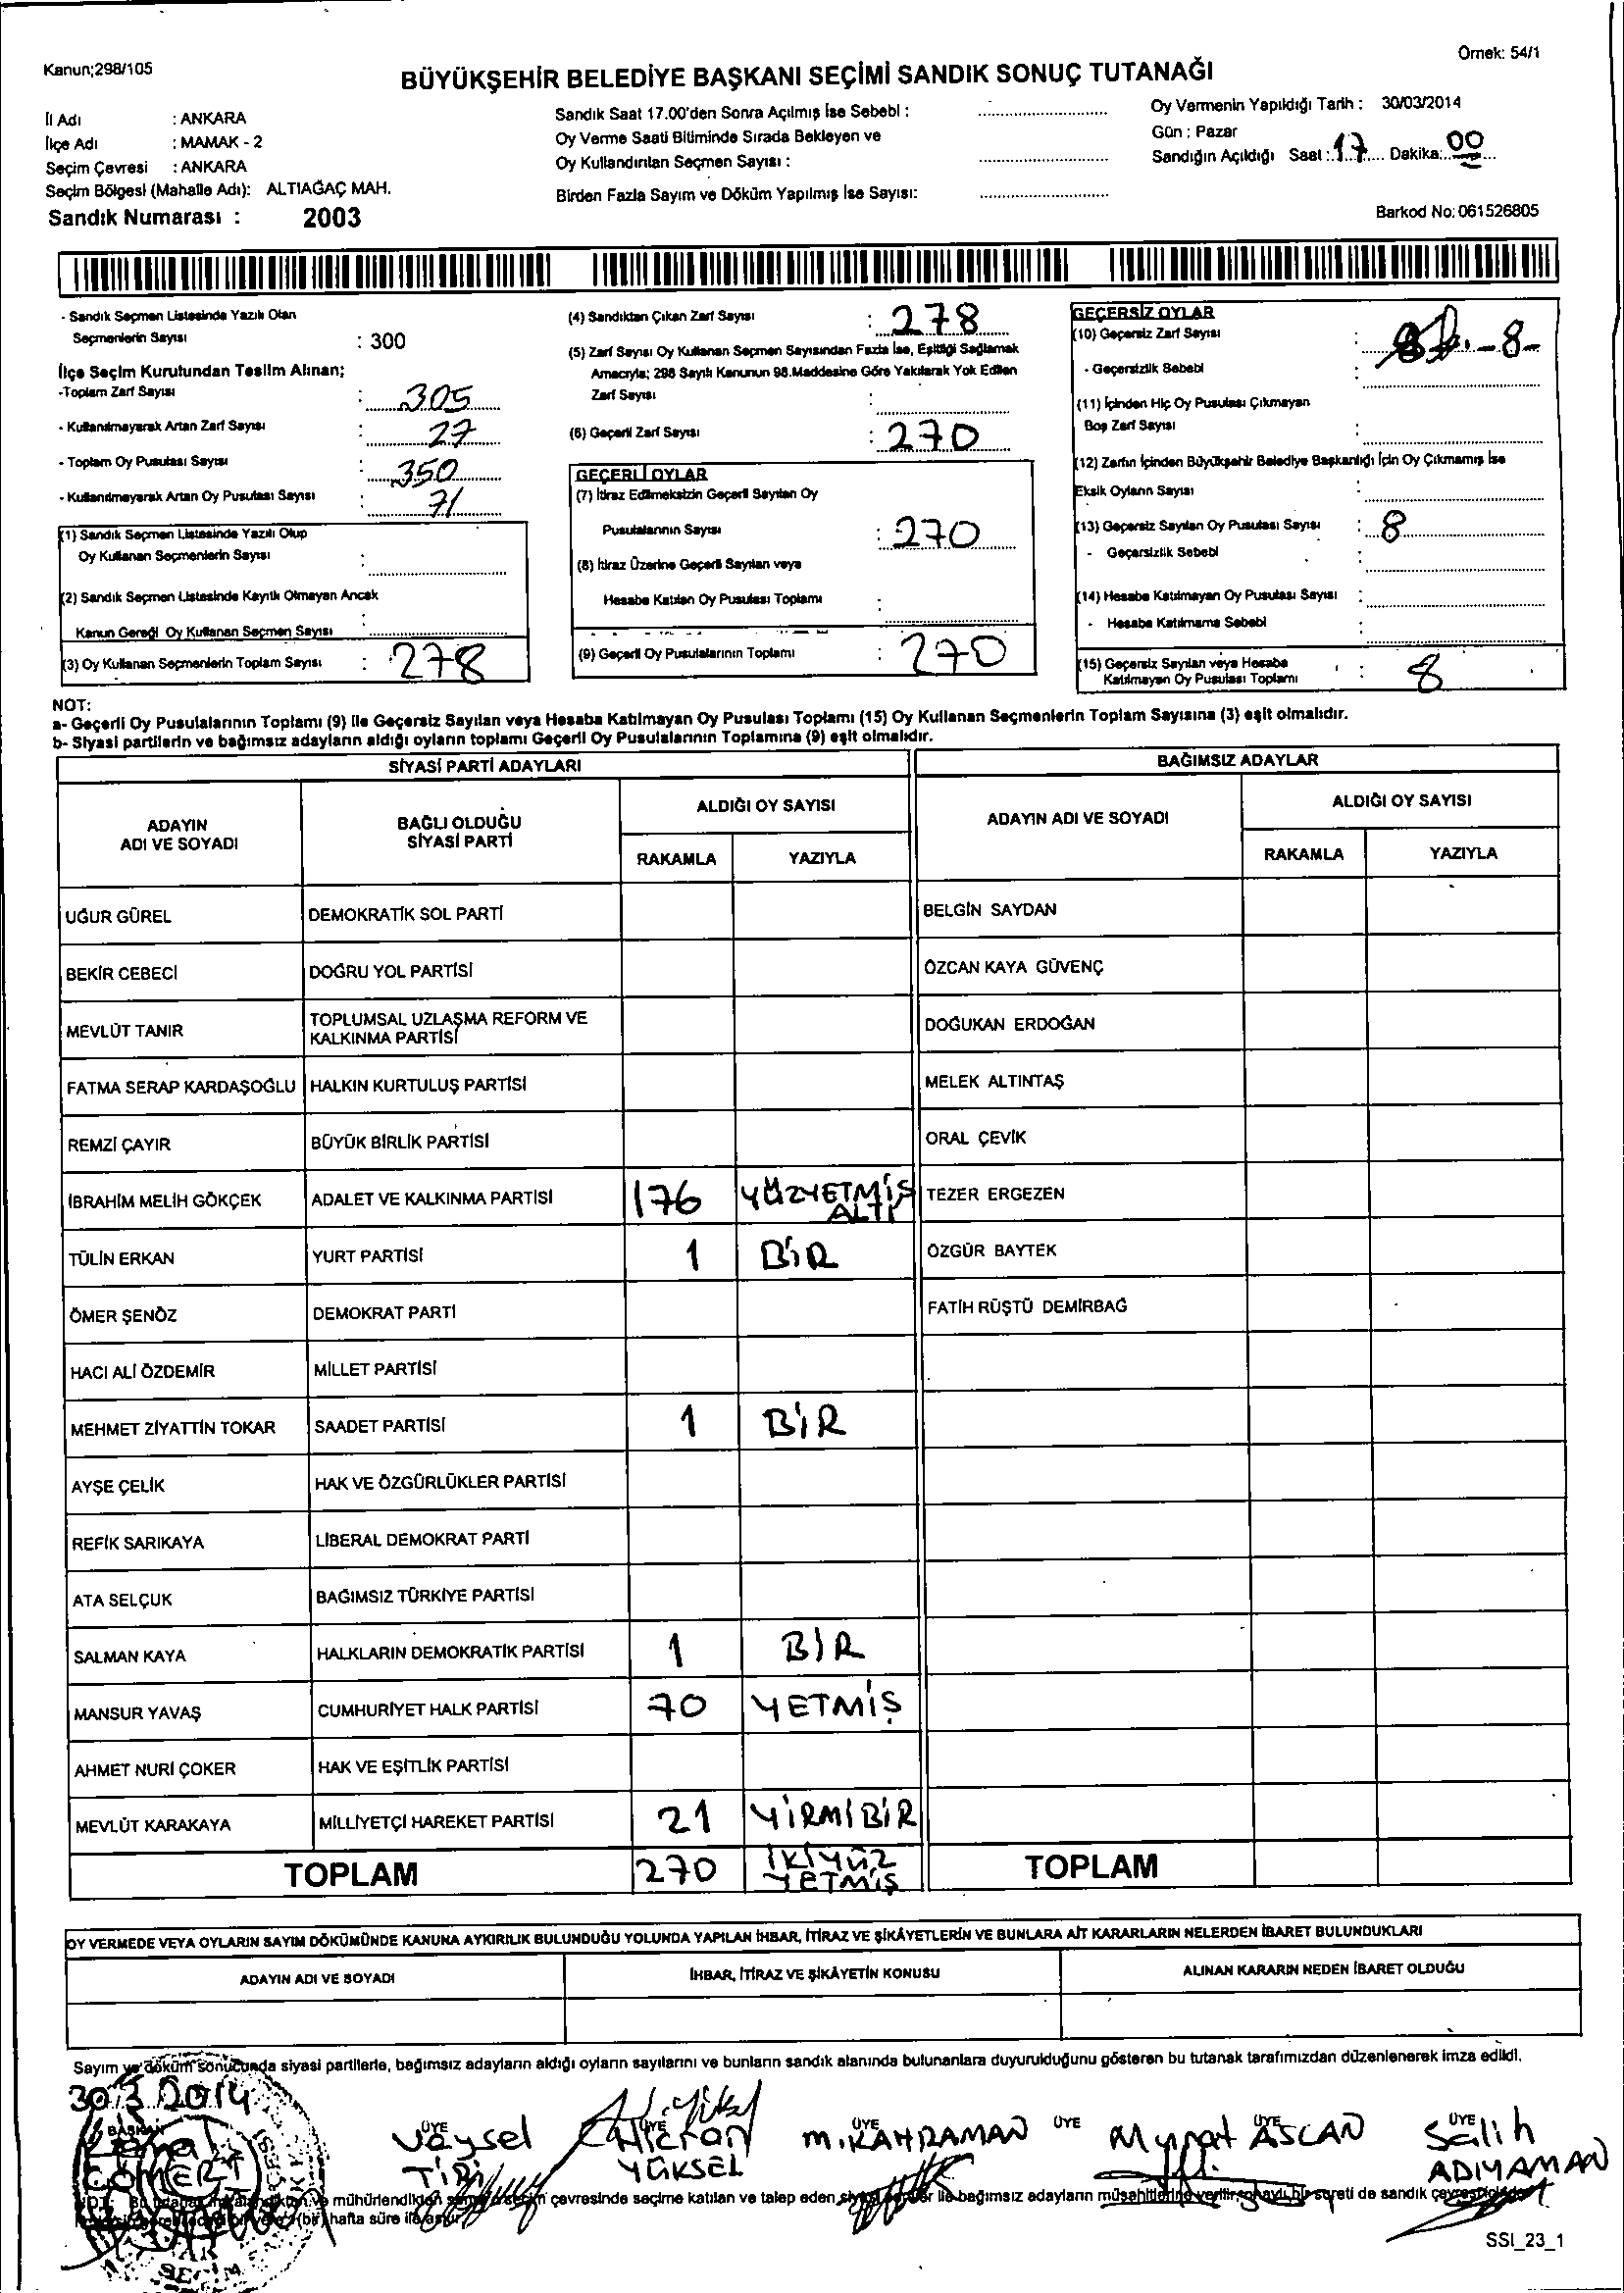 Kanun;298/105
Örnek: 54/1
BÜYÜKŞEHİR BELEDİYE BAŞKANI SEÇİMİ SANDIK SONUÇ TUTANAĞI
İl Adı : ANKARA
İlçe Adı : MAMAK - 2
Seçim Çevresi : ANKARA
Seçim Bölgesi (Mahalle Adı): ALTIAĞAÇ MAH.
Sandık Numarası : 2003
Sandık Saat 17.00'den Sonra Açılmış İse Sebebi :
Oy Verme Saati Bitiminde Sırada Bekleyen ve
Oy Kullandırılan Seçmen Sayısı :
Birden Fazla Sayım ve Döküm Yapılmış İse Sayısı:
Oy Vermenin Yapıldığı Tarih : 30/03/2014
Gün : Pazar
Sandığın Açıldığı Saat : 17 Dakika: 00
Barkod No: 061526805
- Sandık Seçmen Listesinde Yazılı Olan
Seçmenlerin Sayısı : 300
İlçe Seçim Kurulundan Teslim Alınan;
-Toplam Zarf Sayısı : 305
- Kullanılmayarak Artan Zarf Sayısı : 27
- Toplam Oy Pusulası Sayısı : 350
- Kullanılmayarak Artan Oy Pusulası Sayısı : 71
(1) Sandık Seçmen Listesinde Yazılı Olup
Oy Kullanan Seçmenlerin Sayısı :
(2) Sandık Seçmen Listesinde Kayıtlı Olmayan Ancak
Kanun Gereği Oy Kullanan Seçmen Sayısı :
(3) Oy Kullanan Seçmenlerin Toplam Sayısı : 278
(4) Sandıktan Çıkan Zarf Sayısı : 278
(5) Zarf Sayısı Oy Kullanan Seçmen Sayısından Fazla İse, Eşitliği Sağlamak
Amacıyla; 298 Sayılı Kanunun 98.Maddesine Göre Yakılarak Yok Edilen
Zarf Sayısı :
(6) Geçerli Zarf Sayısı : 270
GEÇERLİ OYLAR
(7) İtiraz Edilmeksizin Geçerli Sayılan Oy
Pusulalarının Sayısı : 270
(8) İtiraz Üzerine Geçerli Sayılan veya
Hesaba Katılan Oy Pusulası Toplamı :
(9) Geçerli Oy Pusulalarının Toplamı : 270
GEÇERSİZ OYLAR
(10) Geçersiz Zarf Sayısı : -8-
- Geçersizlik Sebebi :
(11) İçinden Hiç Oy Pusulası Çıkmayan
Boş Zarf Sayısı :
(12) Zarfın İçinden Büyükşehir Belediye Başkanlığı İçin Oy Çıkmamış İse
Eksik Oyların Sayısı :
(13) Geçersiz Sayılan Oy Pusulası Sayısı : 8
- Geçersizlik Sebebi :
(14) Hesaba Katılmayan Oy Pusulası Sayısı :
- Hesaba Katılmama Sebebi :
(15) Geçersiz Sayılan veya Hesaba
Katılmayan Oy Pusulası Toplamı : 8
NOT:
a- Geçerli Oy Pusulalarının Toplamı (9) ile Geçersiz Sayılan veya Hesaba Katılmayan Oy Pusulası Toplamı (15) Oy Kullanan Seçmenlerin Toplam Sayısına (3) eşit olmalıdır.
b- Siyasi partilerin ve bağımsız adayların aldığı oyların toplamı Geçerli Oy Pusulalarının Toplamına (9) eşit olmalıdır.
SİYASİ PARTİ ADAYLARI BAĞIMSIZ ADAYLAR
ADAYIN ADI VE SOYADI BAĞLI OLDUĞU SİYASİ PARTİ ALDIĞI OY SAYISI RAKAMLA YAZIYLA ADAYIN ADI VE SOYADI ALDIĞI OY SAYISI RAKAMLA YAZIYLA
UĞUR GÜREL DEMOKRATİK SOL PARTİ BELGİN SAYDAN
BEKİR CEBECİ DOĞRU YOL PARTİSİ ÖZCAN KAYA GÜVENÇ
MEVLÜT TANIR TOPLUMSAL UZLAŞMA REFORM VE KALKINMA PARTİSİ DOĞUKAN ERDOĞAN
FATMA SERAP KARDAŞOĞLU HALKIN KURTULUŞ PARTİSİ MELEK ALTINTAŞ
REMZİ ÇAYIR BÜYÜK BİRLİK PARTİSİ ORAL ÇEVİK
İBRAHİM MELİH GÖKÇEK ADALET VE KALKINMA PARTİSİ 176 YÜZYETMİŞ ALTI TEZER ERGEZEN
TÜLİN ERKAN YURT PARTİSİ 1 BİR ÖZGÜR BAYTEK
ÖMER ŞENÖZ DEMOKRAT PARTİ FATİH RÜŞTÜ DEMİRBAĞ
HACI ALİ ÖZDEMİR MİLLET PARTİSİ
MEHMET ZİYATTİN TOKAR SAADET PARTİSİ 1 BİR
AYŞE ÇELİK HAK VE ÖZGÜRLÜKLER PARTİSİ
REFİK SARIKAYA LİBERAL DEMOKRAT PARTİ
ATA SELÇUK BAĞIMSIZ TÜRKİYE PARTİSİ
SALMAN KAYA HALKLARIN DEMOKRATİK PARTİSİ 1 BİR
MANSUR YAVAŞ CUMHURİYET HALK PARTİSİ 70 YETMİŞ
AHMET NURİ ÇOKER HAK VE EŞİTLİK PARTİSİ
MEVLÜT KARAKAYA MİLLİYETÇİ HAREKET PARTİSİ 21 YİRMİBİR
TOPLAM 270 İKİYÜZ YETMİŞ TOPLAM
OY VERMEDE VEYA OYLARIN SAYIM DÖKÜMÜNDE KANUNA AYKIRILIK BULUNDUĞU YOLUNDA YAPILAN İHBAR, İTİRAZ VE ŞİKÂYETLERİN VE BUNLARA AİT KARARLARIN NELERDEN İBARET BULUNDUKLARI
ADAYIN ADI VE SOYADI İHBAR, İTİRAZ VE ŞİKÂYETİN KONUSU ALINAN KARARIN NEDEN İBARET OLDUĞU
Sayım ve döküm sonucunda siyasi partilerle, bağımsız adayların aldığı oyların sayılarını ve bunların sandık alanında bulunanlara duyurulduğunu gösteren bu tutanak tarafımızdan düzenlenerek imza edildi.
30.3.2014
BAŞKAN ÜYE ÜYE ÜYE ÜYE ÜYE ÜYE
CÖMERT Veysel Hicran YÜKSEL M.KAHRAMAN Murat ASCAN Salih ADIYAMAN
mühürlendikten çevresinde seçime katılan ve talep eden ile bağımsız adayların müşahitlerine sureti de sandık
hafta süre ile
SSI_23_1